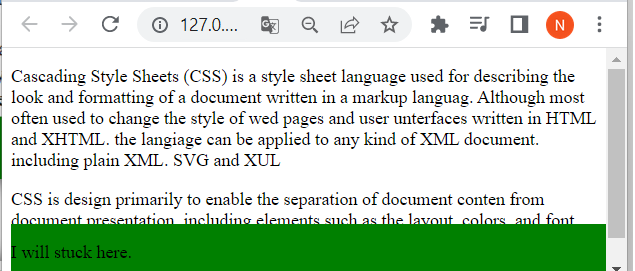 127.0....
N
Cascading Style Sheets (CSS) is a style sheet language used for describing the
look and formatting of a document written in a markup languag. Although most
often used to change the style of wed pages and user unterfaces written in HTML
and XHTML. the langiage can be applied to any kind of XML document.
including plain XML. SVG and XUL
CSS is design primarily to enable the separation of document conten from
document presentation, including elements such as the layout, colors, and font
I will stuck here.